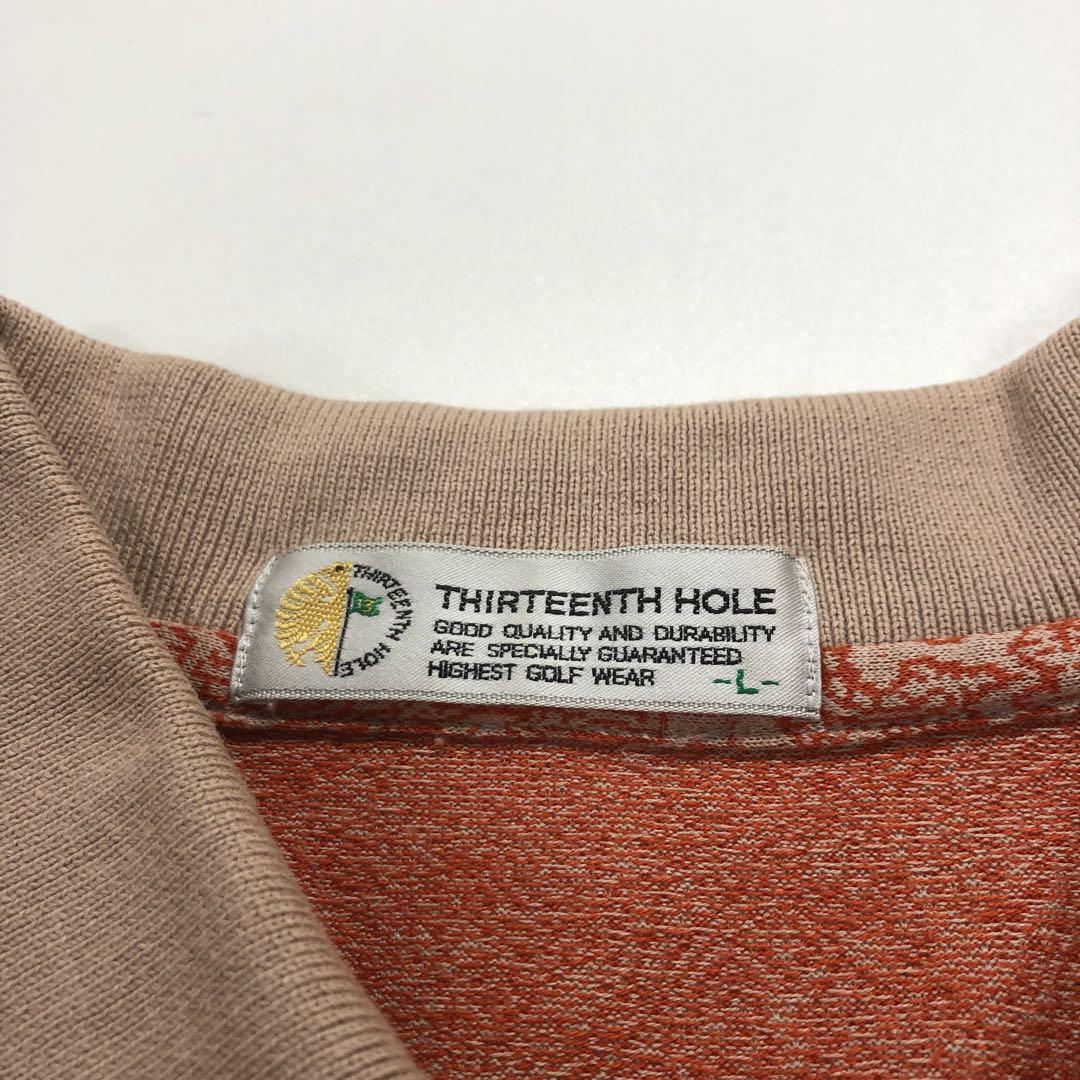 THIRTEENTH HOLE
THIRTEENTH HOLE
GOOD QUALITY AND DURABILITY
ARE SPECIALLY GUARANTEED
HIGHEST GOLF WEAR
-L-